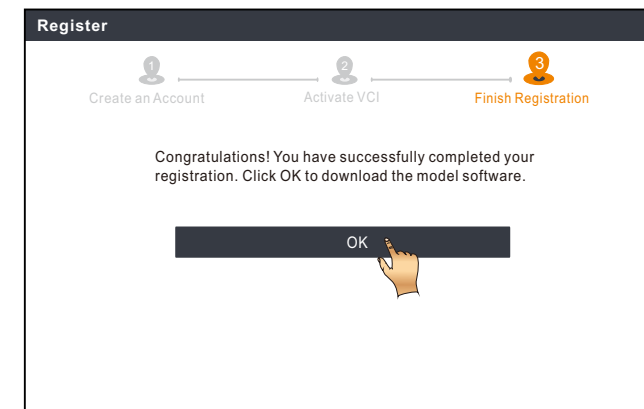 Register
1
2
3
Create an Account
Activate VCI
Finish Registration
Congratulations! You have successfully completed your
registration. Click OK to download the model software.
OK